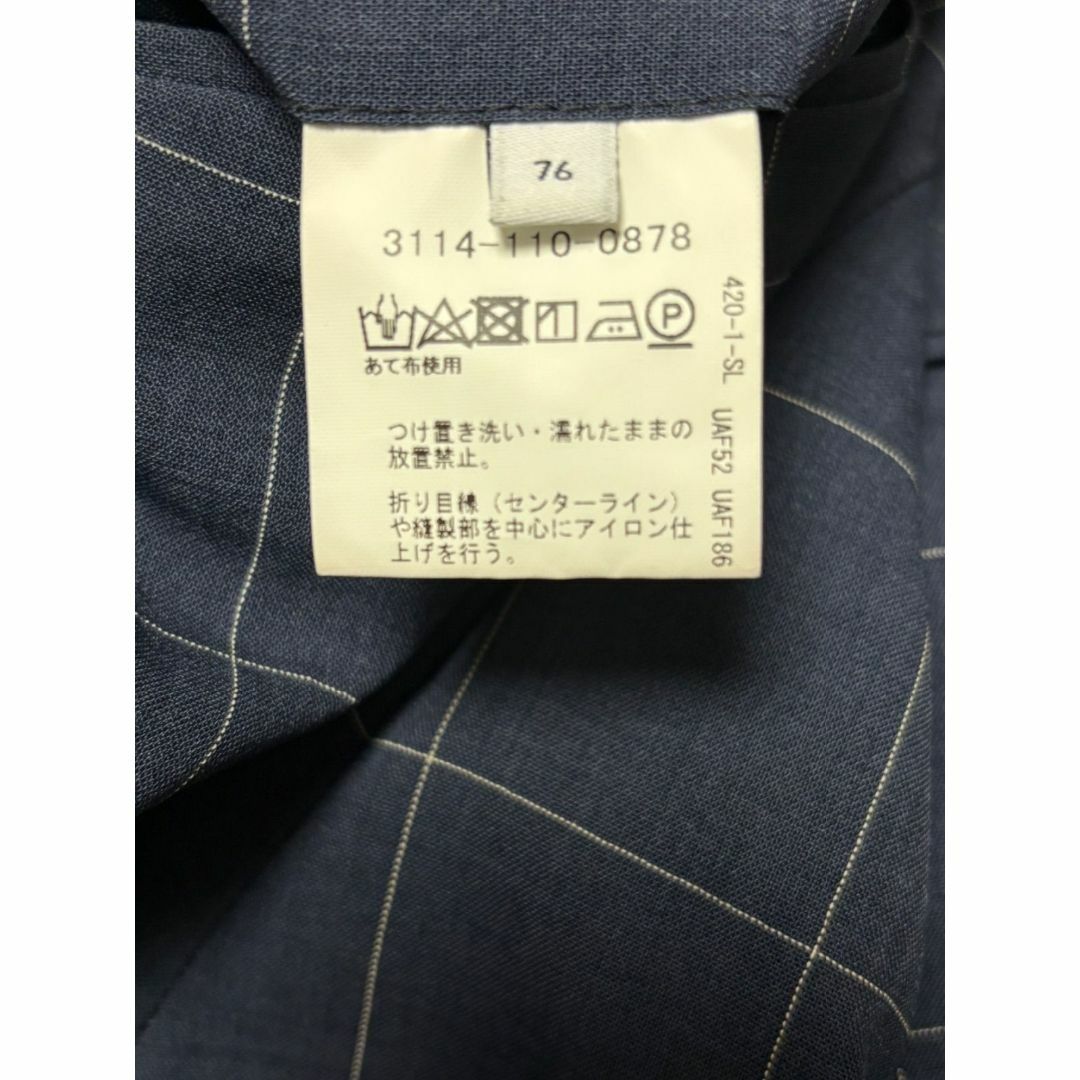 76
3114-110-0878
P
あて布使用
つけ置き洗い・濡れたままの
放置禁止。
折り目線（センターライン）
や縫製部を中心にアイロン仕
上げを行う。
420-1-SL UAF52 UAF186